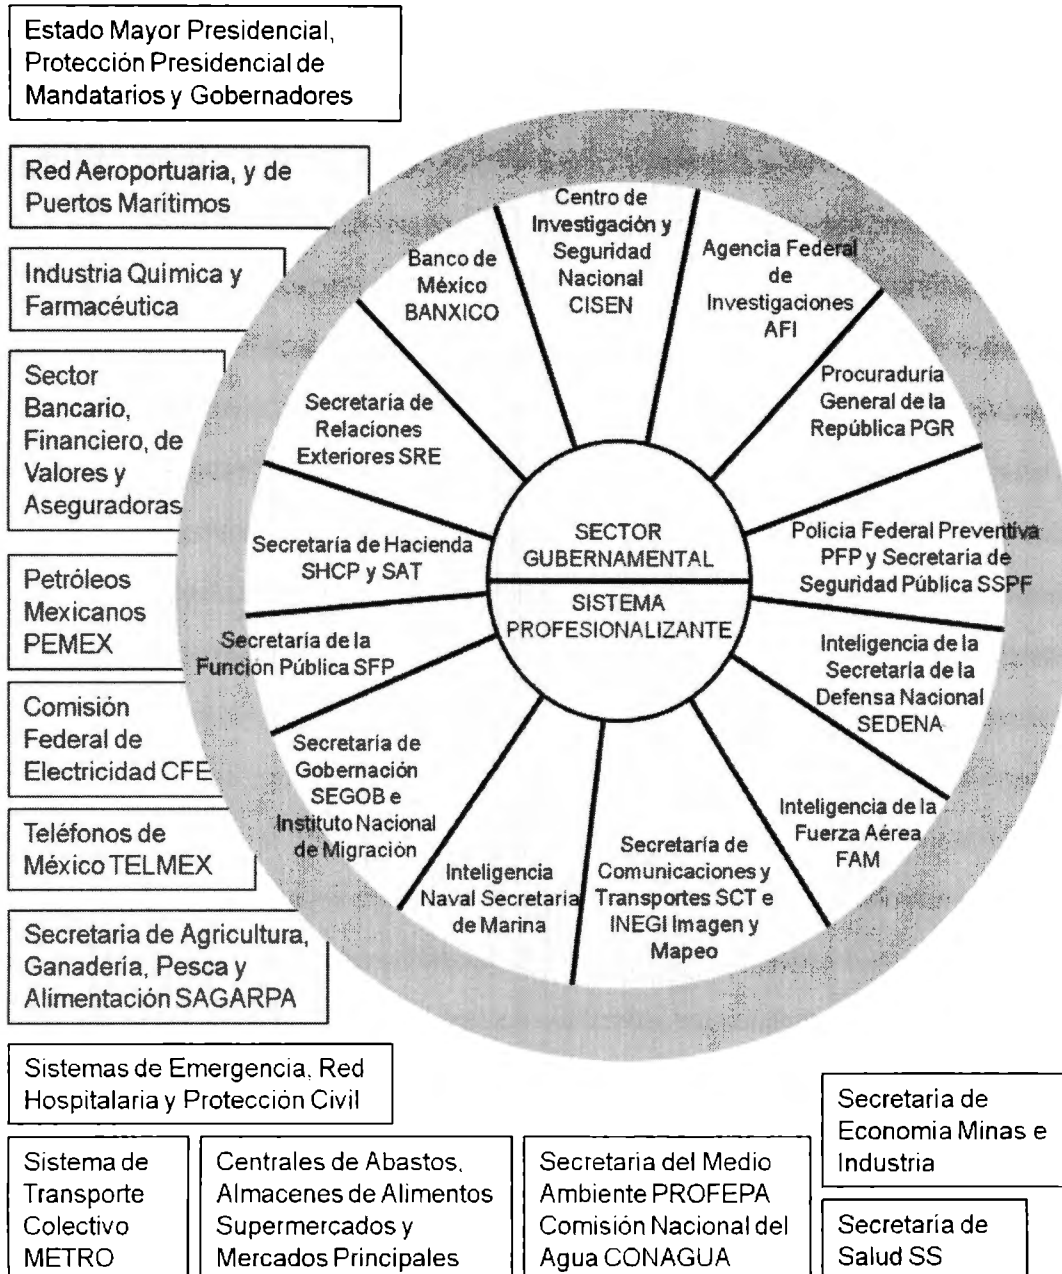 Estado Mayor Presidencial,
Protección Presidencial de
Mandatarios y Gobernadores
Red Aeroportuaria, y de
Puertos Marítimos
Industria Química y
Farmacéutica
Sector
Bancario,
Financiero, de
Valores y
Aseguradoras
Petróleos
Mexicanos
PEMEX
Comisión
Federal de
Electricidad CFE
Teléfonos de
México TELMEX
Secretaria de Agricultura,
Ganadería, Pesca y
Alimentación SAGARPA
Sistemas de Emergencia, Red
Hospitalaria y Protección Civil
Sistema de
Transporte
Colectivo
METRO
Centrales de Abastos,
Almacenes de Alimentos
Supermercados y
Mercados Principales
Secretaria del Medio
Ambiente PROFEPA
Comisión Nacional del
Agua CONAGUA
Secretaria de
Economia Minas e
Industria
Secretaría de
Salud SS
Centro de
Investigación y
Seguridad
Nacional
CISEN
Agencia Federal
de
Investigaciones
AFI
Procuraduría
General de la
República PGR
Policía Federal Preventiva
PFP y Secretaría de
Seguridad Pública SSPF
Inteligencia de la
Secretaría de la
Defensa Nacional
SEDENA
Inteligencia de la
Fuerza Aérea
FAM
Secretaría de
Comunicaciones y
Transportes SCT e
INEGI Imagen y
Mapeo
Inteligencia
Naval Secretaría
de Marina
Secretaría de
Gobernación
SEGOB e
Instituto Nacional
de Migración
Secretaría de la
Función Pública SFP
Secretaría de Hacienda
SHCP y SAT
Secretaría de
Relaciones
Exteriores SRE
Banco de
México
BANXICO
SECTOR
GUBERNAMENTAL
SISTEMA
PROFESIONALIZANTE